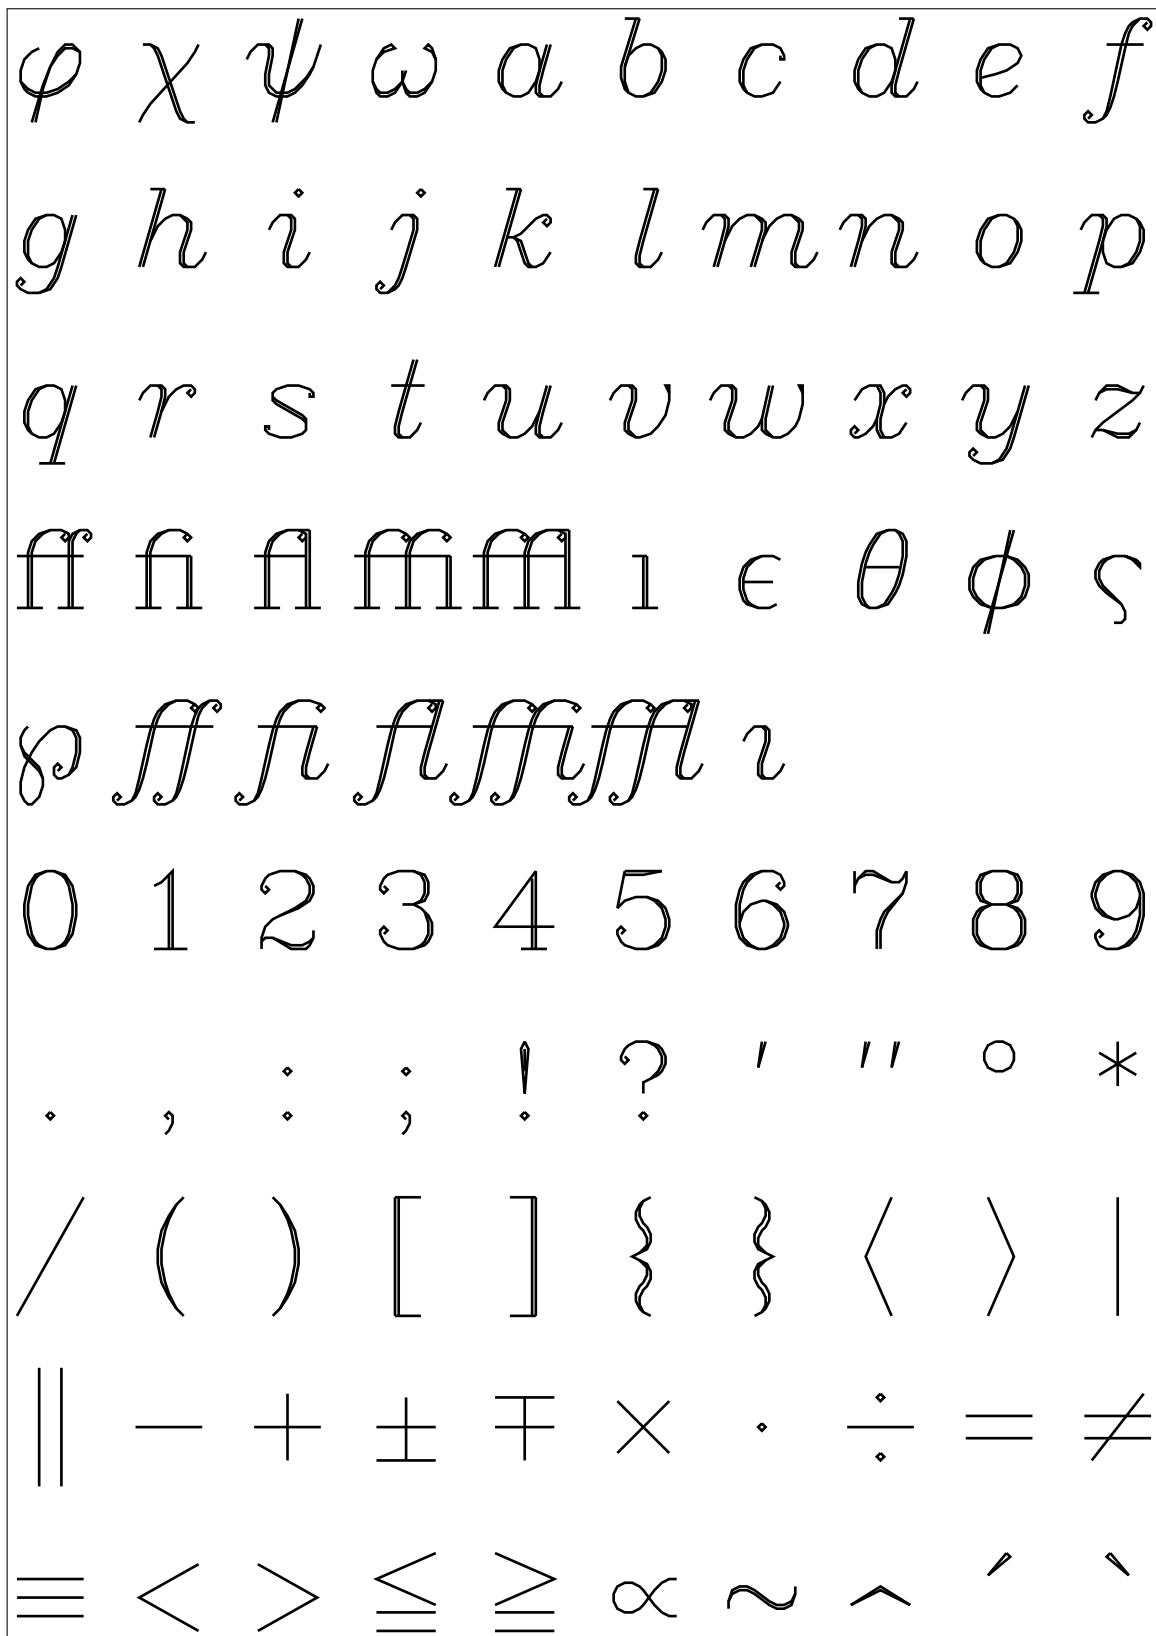 φ χ ψ ω a b c d e f
g h i j k l m n o p
q r s t u v w x y z
ff fi fl ffi ffl ı ϵ θ ϕ ς
℘ ff fi fl ffi ffl ı
0 1 2 3 4 5 6 7 8 9
. , : ; ! ? ′ ″ ° *
/ ( ) [ ] { } ⟨ ⟩ |
‖ − + ± ∓ × · ÷ = ≠
≡ < > ≦ ≧ ∝ ~ ^ ´ `